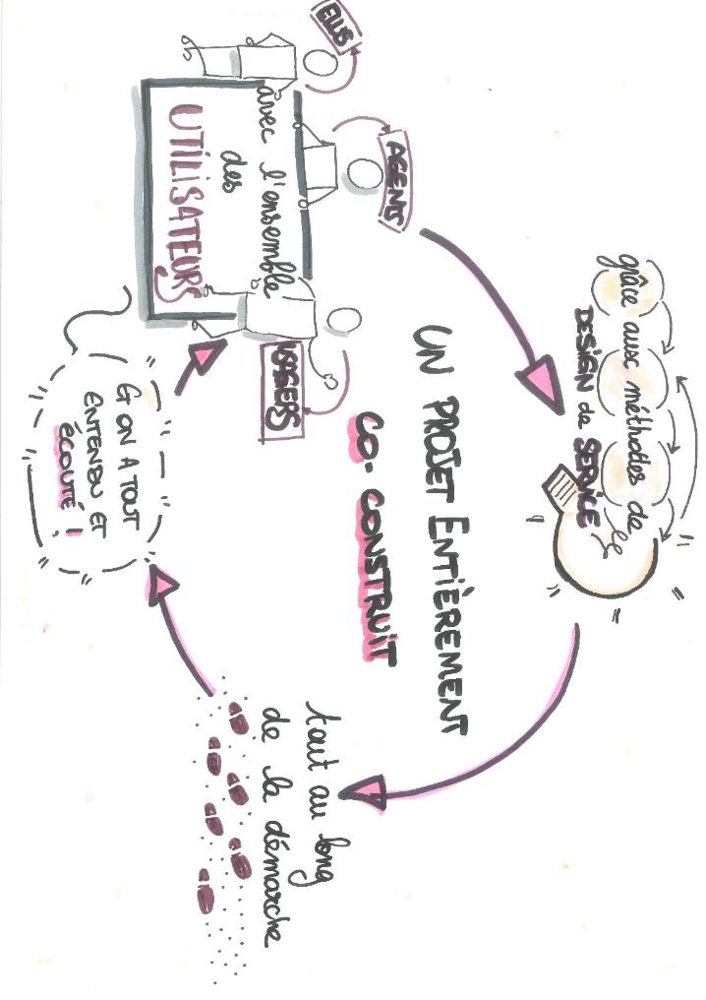 UN PROJET ENTIÈREMENT
CO-CONSTRUIT
ELUS
AGENTS
USAGERS
avec l'ensemble
des
UTILISATEURS
grâce aux méthodes de
DESIGN de SERVICE
tout au long
de la démarche
Et ON A TOUT
ENTENDU ET
ÉCOUTÉ !